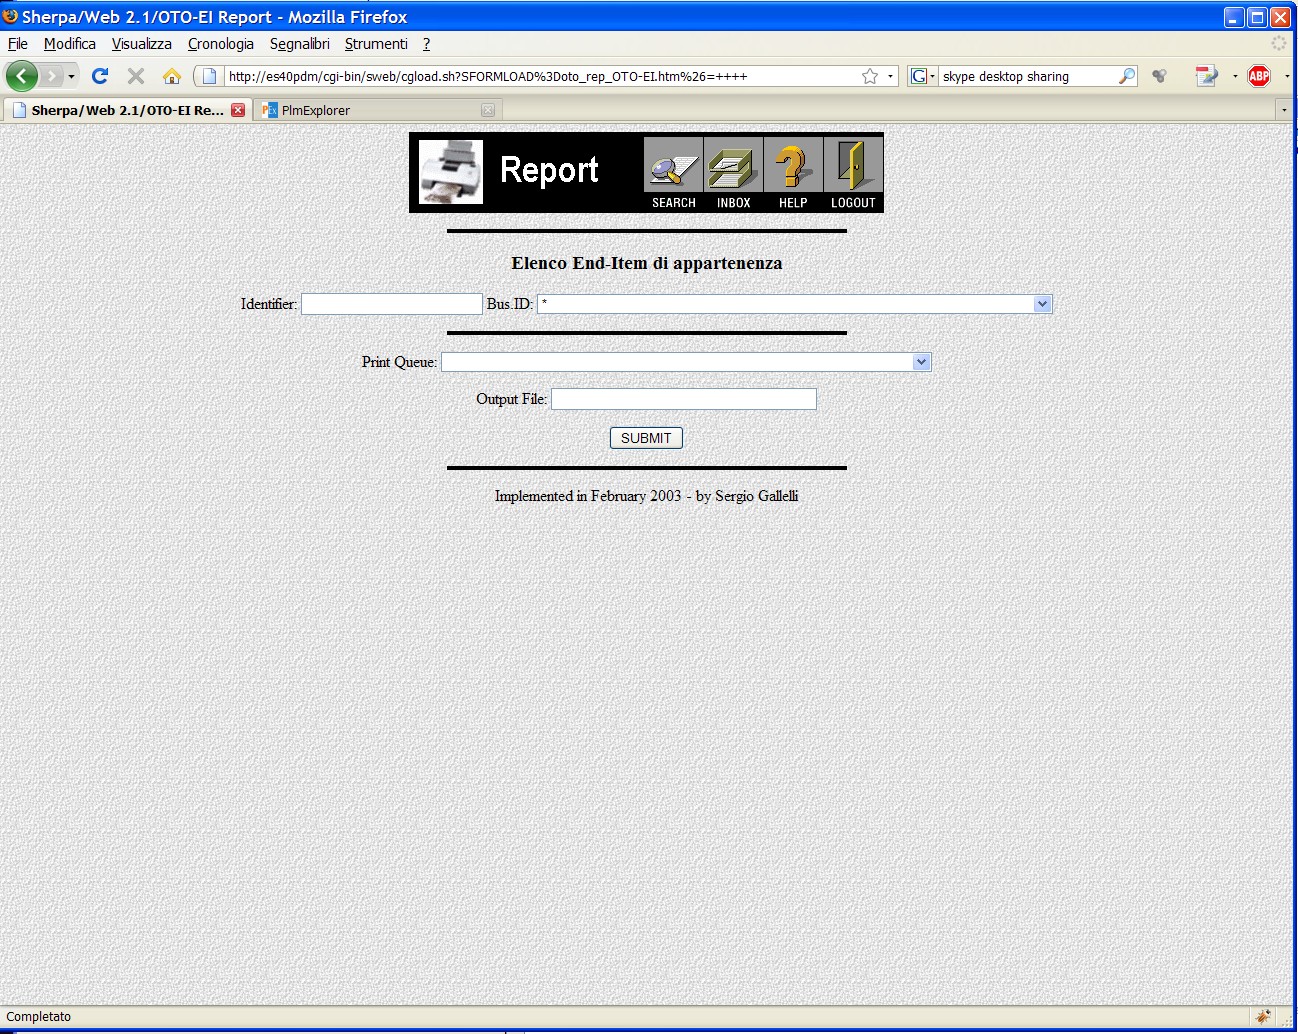 Sherpa/Web 2.1/OTO-EI Report - Mozilla Firefox
File Modifica Visualizza Cronologia Segnalibri Strumenti ?
http://es40pdm/cgi-bin/sweb/cgload.sh?SFORMLOAD%3Doto_rep_OTO-EI.htm%26=++++ G skype desktop sharing ABP
Sherpa/Web 2.1/OTO-EI Re... PEx PlmExplorer
Report
SEARCH INBOX HELP LOGOUT
Elenco End-Item di appartenenza
Identifier: Bus.ID: *
Print Queue:
Output File:
SUBMIT
Implemented in February 2003 - by Sergio Gallelli
Completato